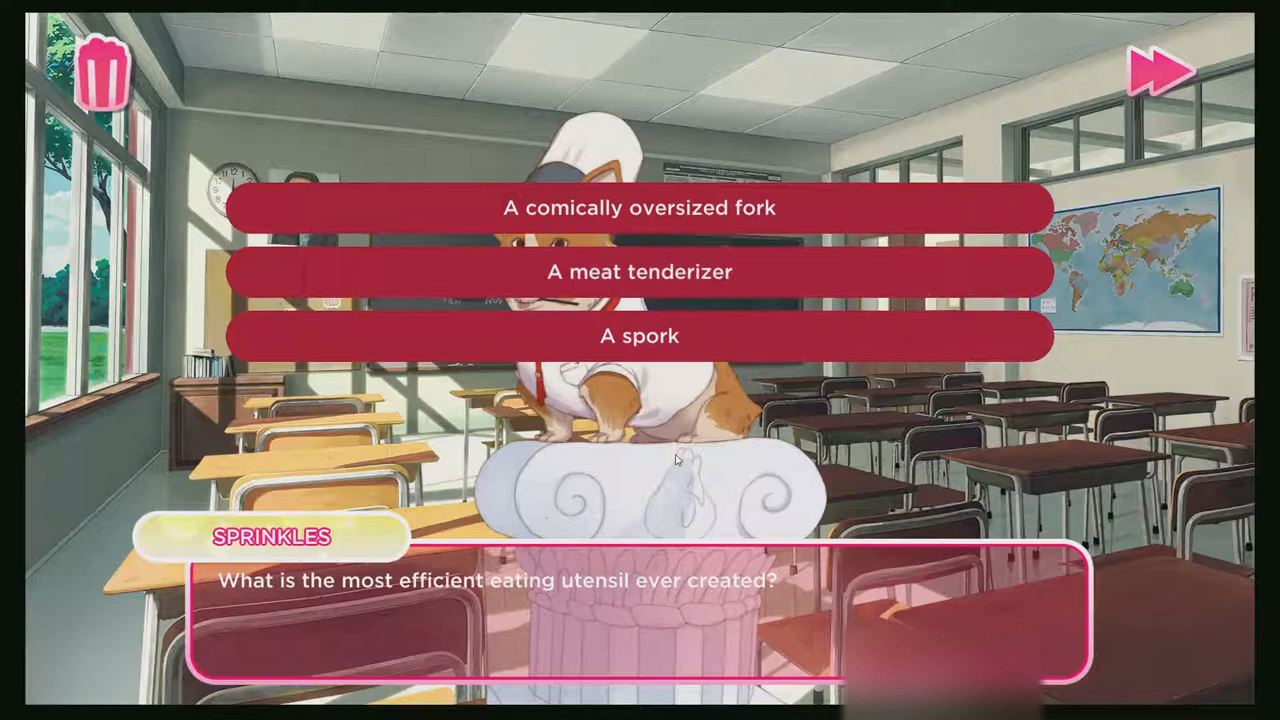 A comically oversized fork
A meat tenderizer
A spork
SPRINKLES
What is the most efficient eating utensil ever created?